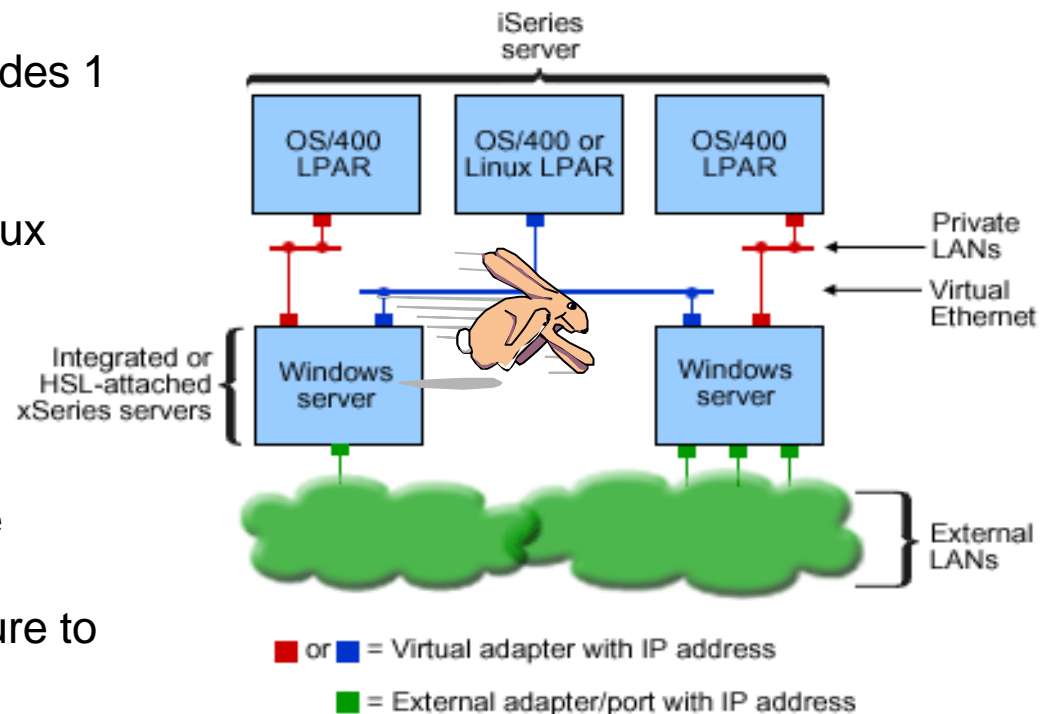 des 1
ux
e
ure to
iSeries
server
OS/400
LPAR
OS/400 or
Linux LPAR
OS/400
LPAR
Private
LANs
Virtual
Ethernet
Integrated or
HSL-attached
xSeries servers
Windows
server
Windows
server
External
LANs
or = Virtual adapter with IP address
= External adapter/port with IP address